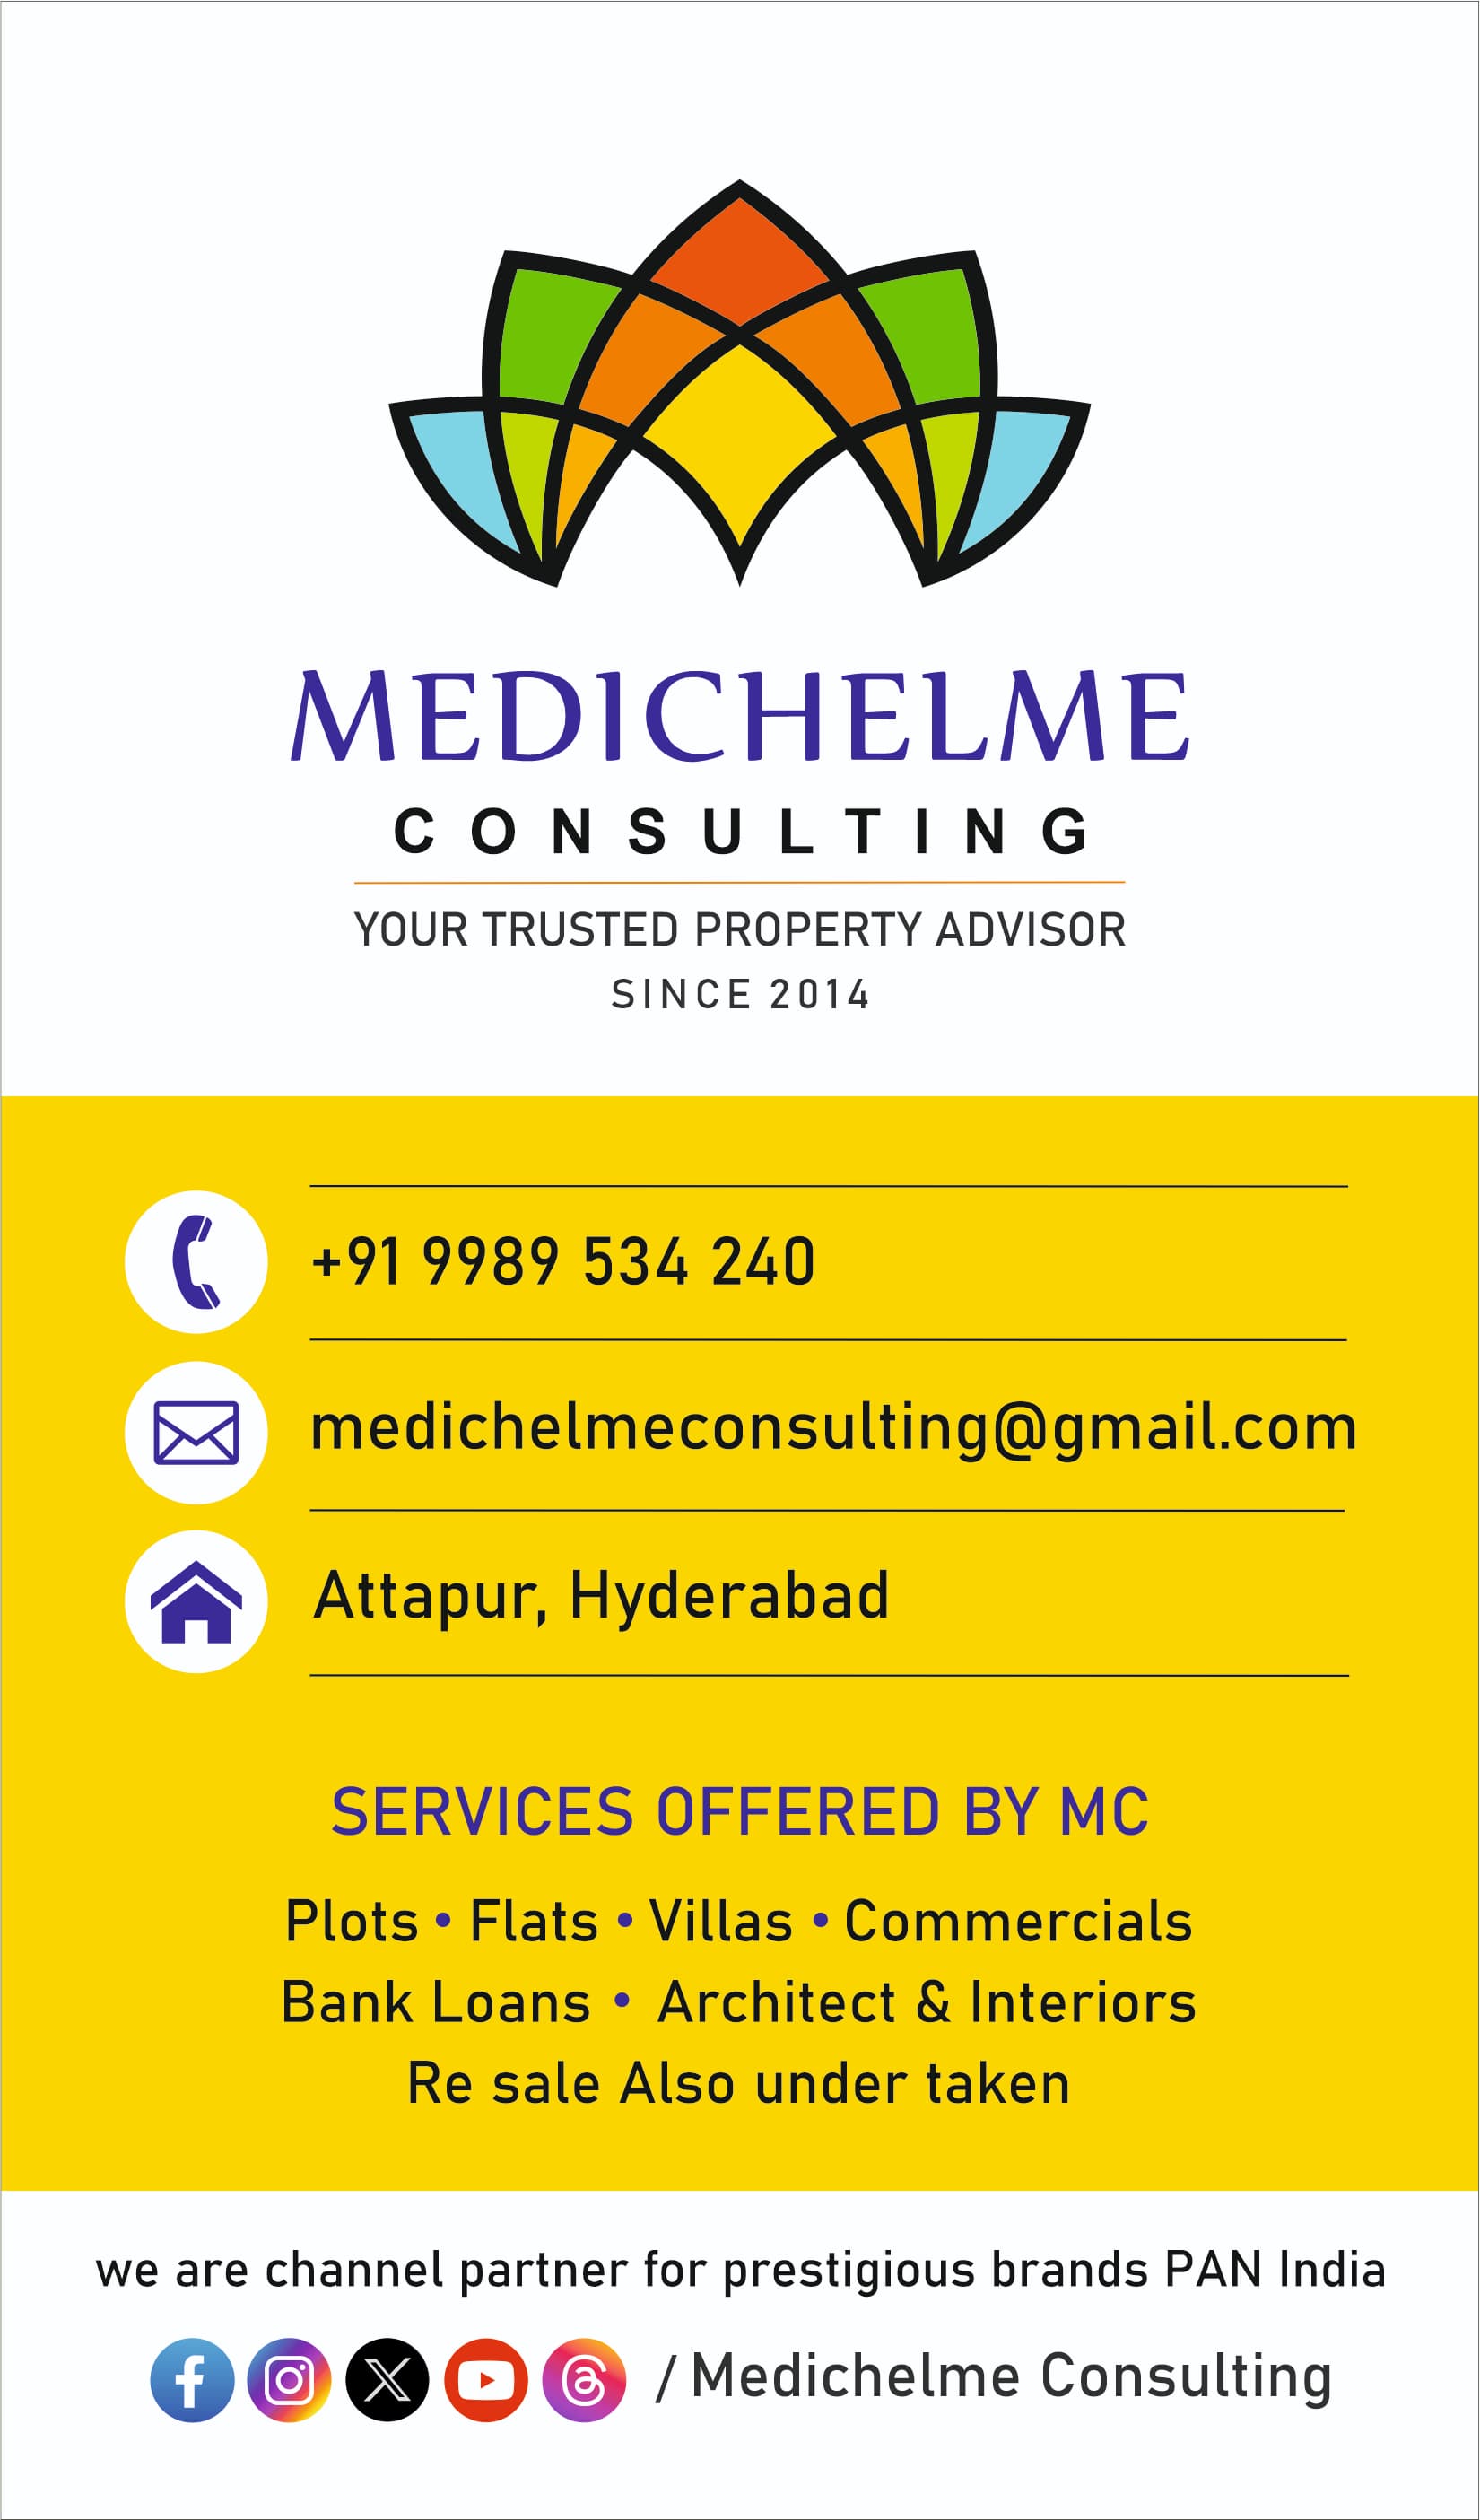 MEDICHELME
CONSULTING
YOUR TRUSTED PROPERTY ADVISOR
SINCE 2014
+91 9989 534 240
medichelmeconsulting@gmail.com
Attapur, Hyderabad
SERVICES OFFERED BY MC
Plots • Flats • Villas • Commercials
Bank Loans • Architect & Interiors
Re sale Also under taken
we are channel partner for prestigious brands PAN India
/ Medichelme Consulting